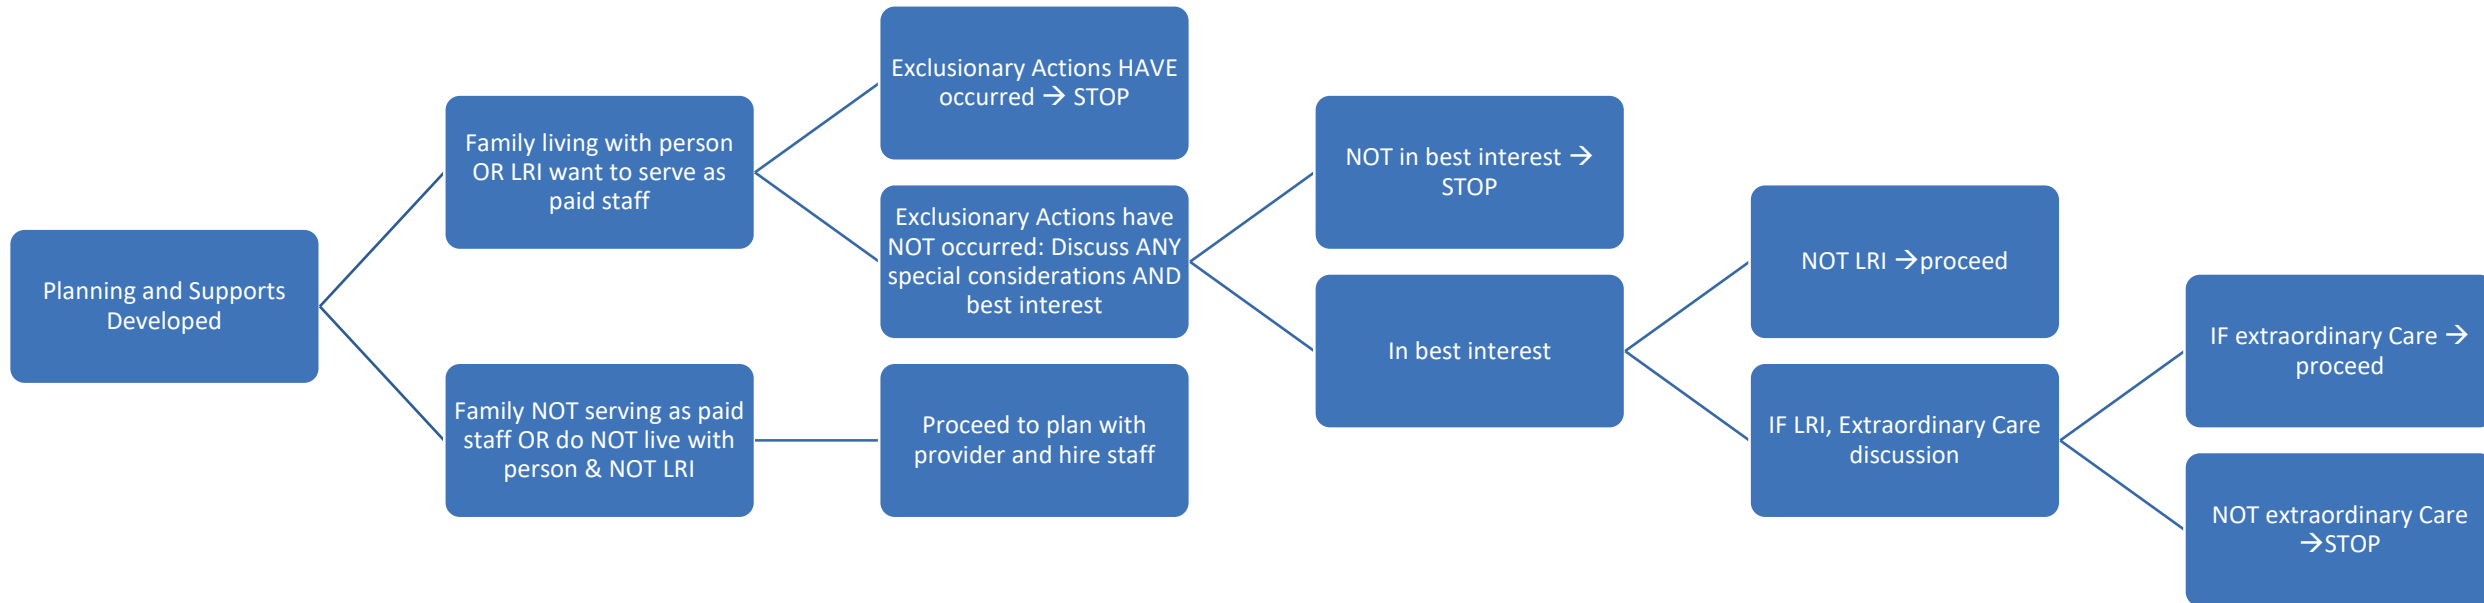 Planning and Supports
Developed
Family living with person
OR LRI want to serve as
paid staff
Family NOT serving as paid
staff OR do NOT live with
person & NOT LRI
Exclusionary Actions HAVE
occurred → STOP
Exclusionary Actions have
NOT occurred: Discuss ANY
special considerations AND
best interest
Proceed to plan with
provider and hire staff
NOT in best interest →
STOP
In best interest
NOT LRI →proceed
IF LRI, Extraordinary Care
discussion
IF extraordinary Care →
proceed
NOT extraordinary Care
→STOP